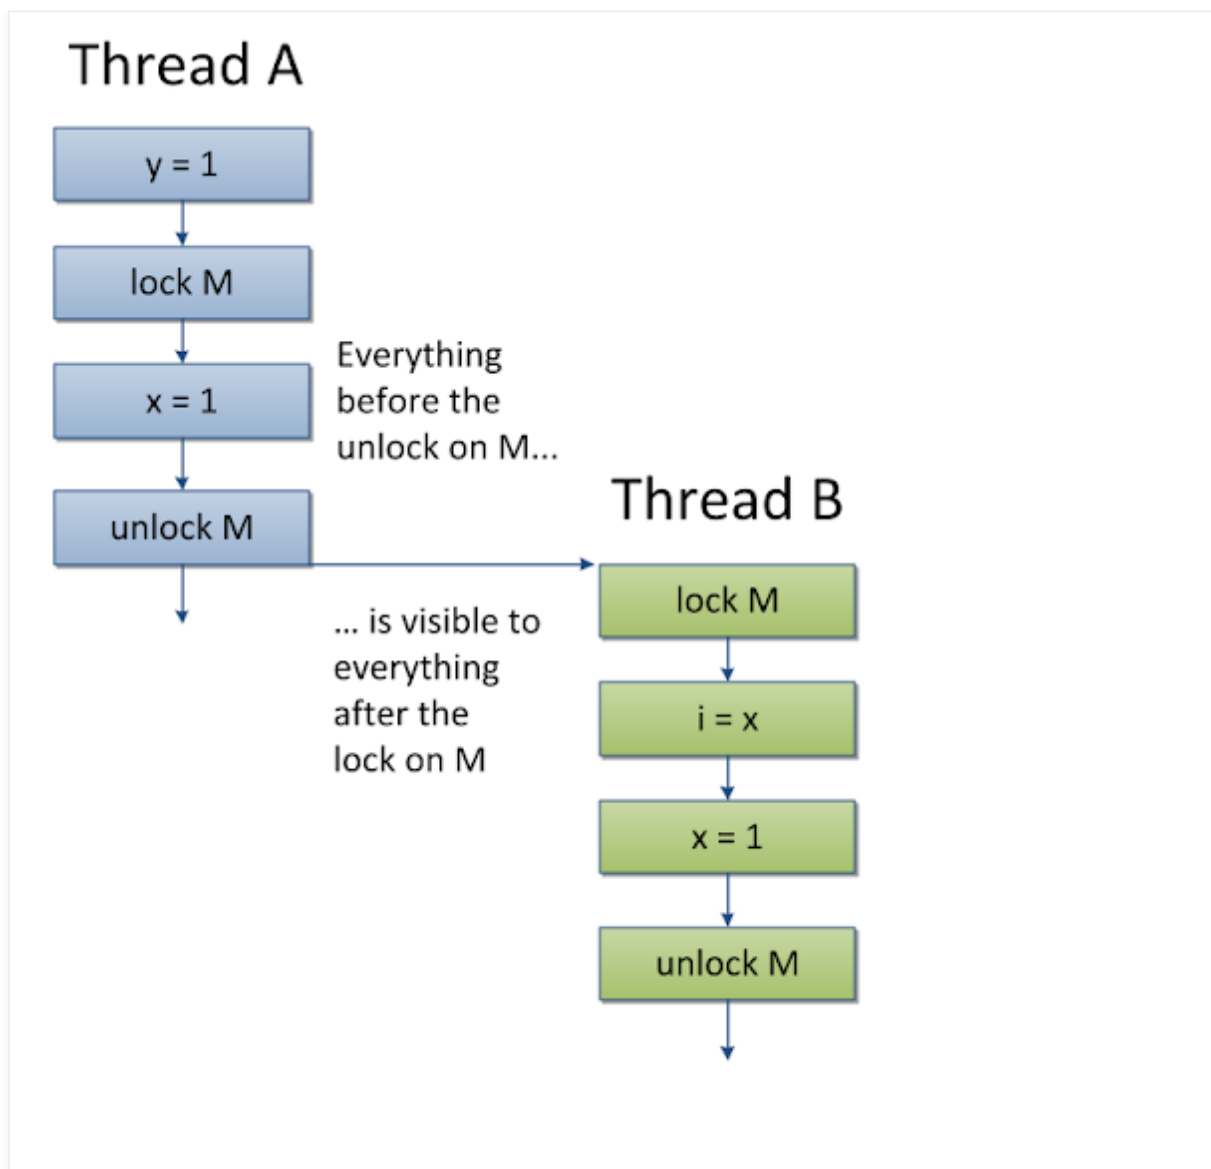 Thread A
y = 1
lock M
x = 1
Everything
before the
unlock on M...
unlock M
Thread B
lock M
... is visible to
everything
after the
lock on M
i = x
x = 1
unlock M